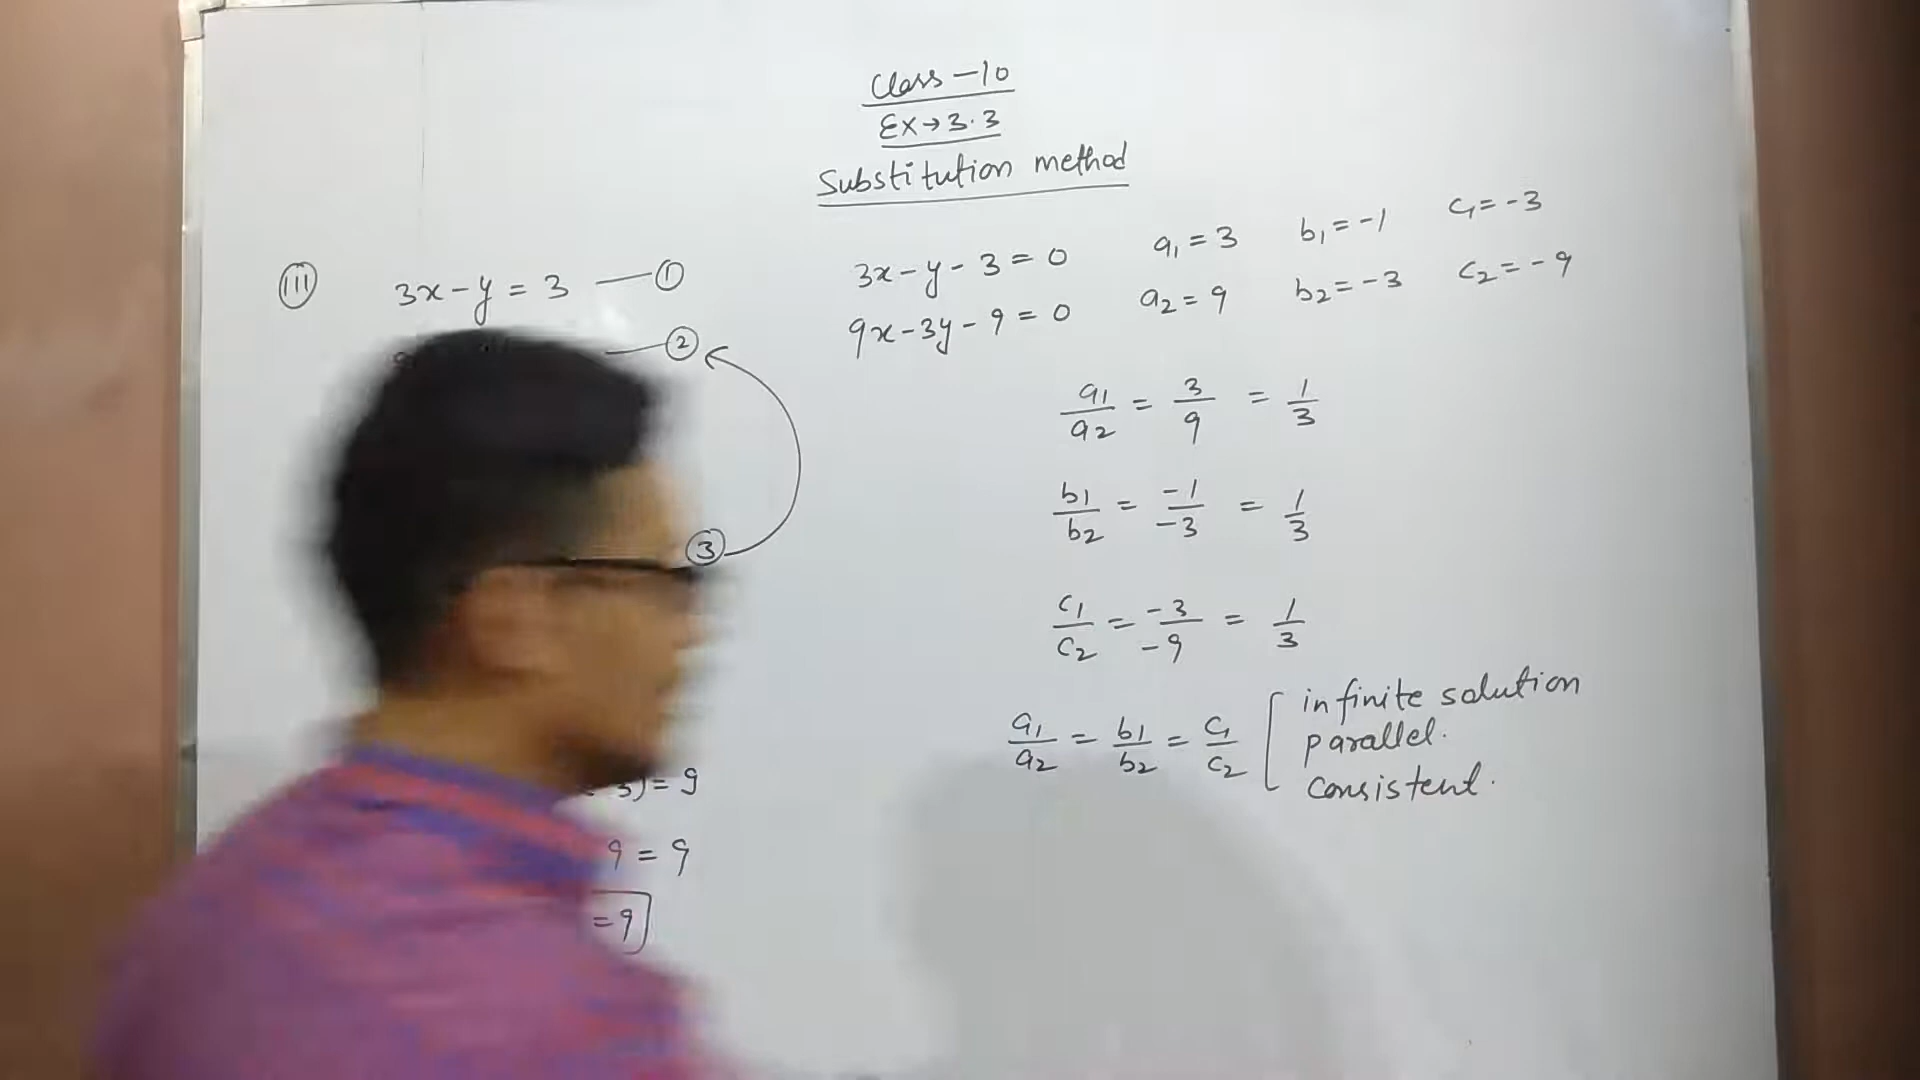 Class – 10
Ex → 3.3
Substitution method
(iii) 3x - y = 3 —— ①
—— ②
③
3) = 9
9 = 9
= 9
3x - y - 3 = 0 a₁ = 3 b₁ = -1 c₁ = -3
9x - 3y - 9 = 0 a₂ = 9 b₂ = -3 c₂ = -9
a₁/a₂ = 3/9 = 1/3
b₁/b₂ = -1/-3 = 1/3
c₁/c₂ = -3/-9 = 1/3
a₁/a₂ = b₁/b₂ = c₁/c₂ [ infinite solution
parallel.
consistent.